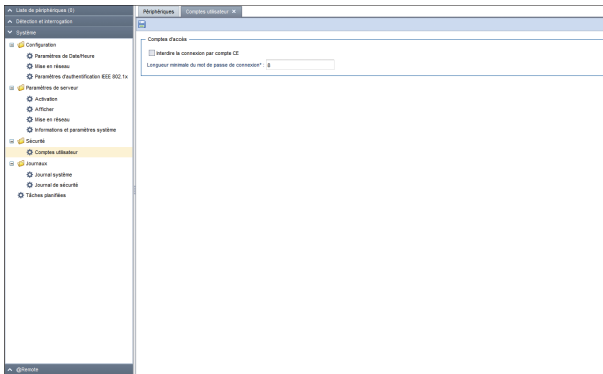 Liste de périphériques (0)
Détection et interrogation
Système
Configuration
Paramètres de Date/Heure
Mise en réseau
Paramètres d'authentification IEEE 802.1x
Paramètres de serveur
Activation
Afficher
Mise en réseau
Informations et paramètres système
Sécurité
Comptes utilisateur
Journaux
Journal système
Journal de sécurité
Tâches planifiées
@Remote
Périphériques
Comptes utilisateur
Comptes d'accès
Interdire la connexion par compte CE
Longueur minimale du mot de passe de connexion* : 8